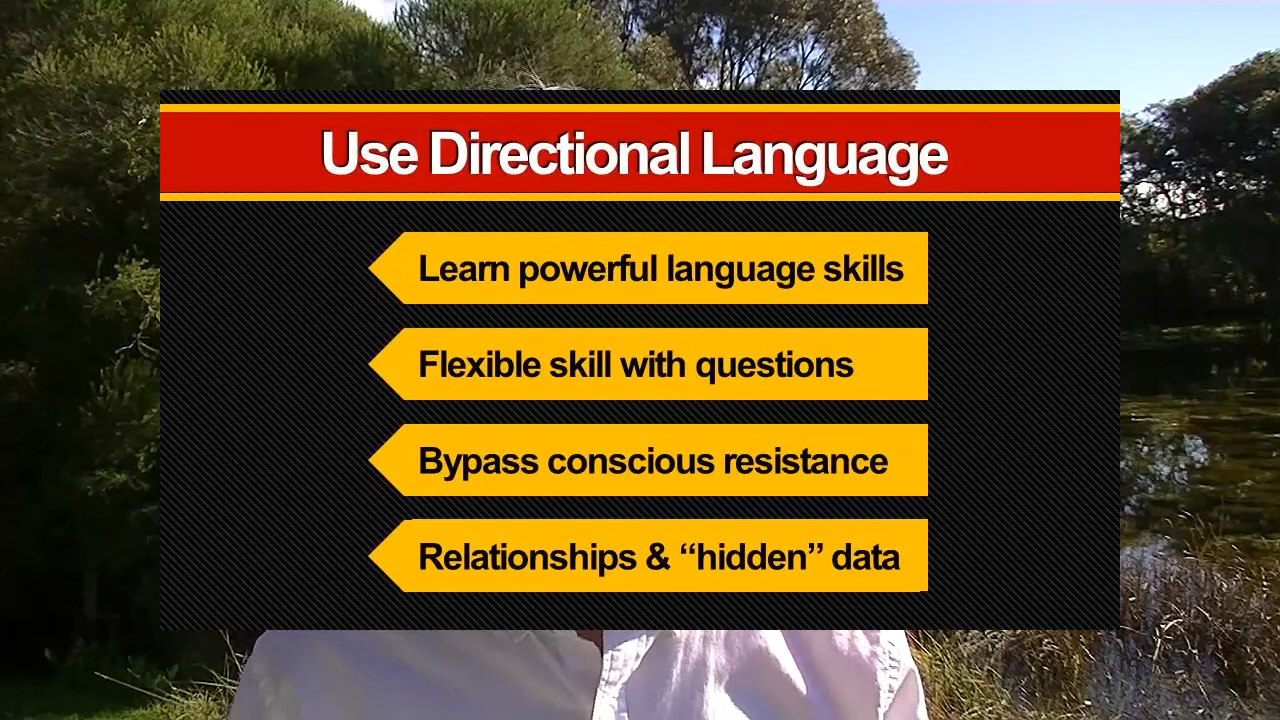 Use Directional Language
Learn powerful language skills
Flexible skill with questions
Bypass conscious resistance
Relationships & “hidden” data